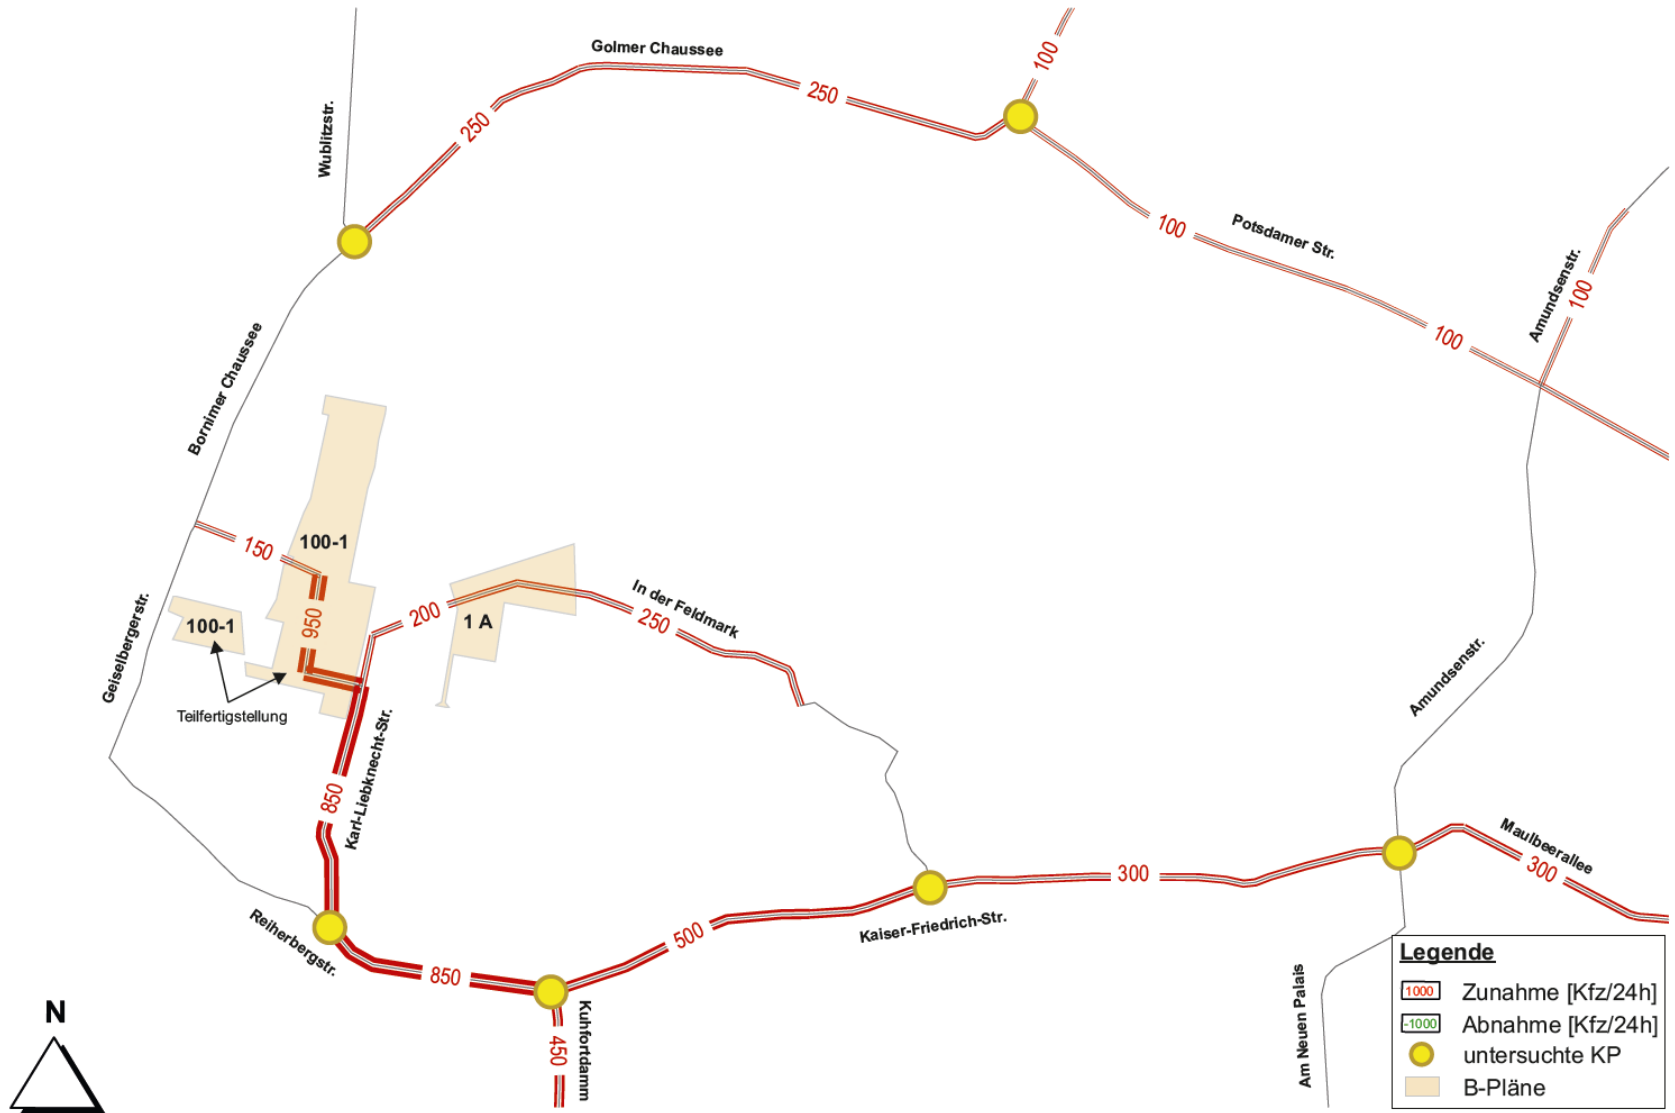 Golmer Chaussee
100
250
250
Wublitzstr.
100
Potsdamer Str.
Amundsenstr.
100
100
Bornimer Chaussee
150
100-1
950
100-1
Geiselbergerstr.
Teilfertigstellung
200
1 A
In der Feldmark
250
Amundsenstr.
850
Karl-Liebknecht-Str.
Reiherbergstr.
850
500
Kaiser-Friedrich-Str.
300
Maulbeerallee
300
450
Kuhfortdamm
Am Neuen Palais
N
Legende
1000 Zunahme [Kfz/24h]
-1000 Abnahme [Kfz/24h]
untersuchte KP
B-Pläne